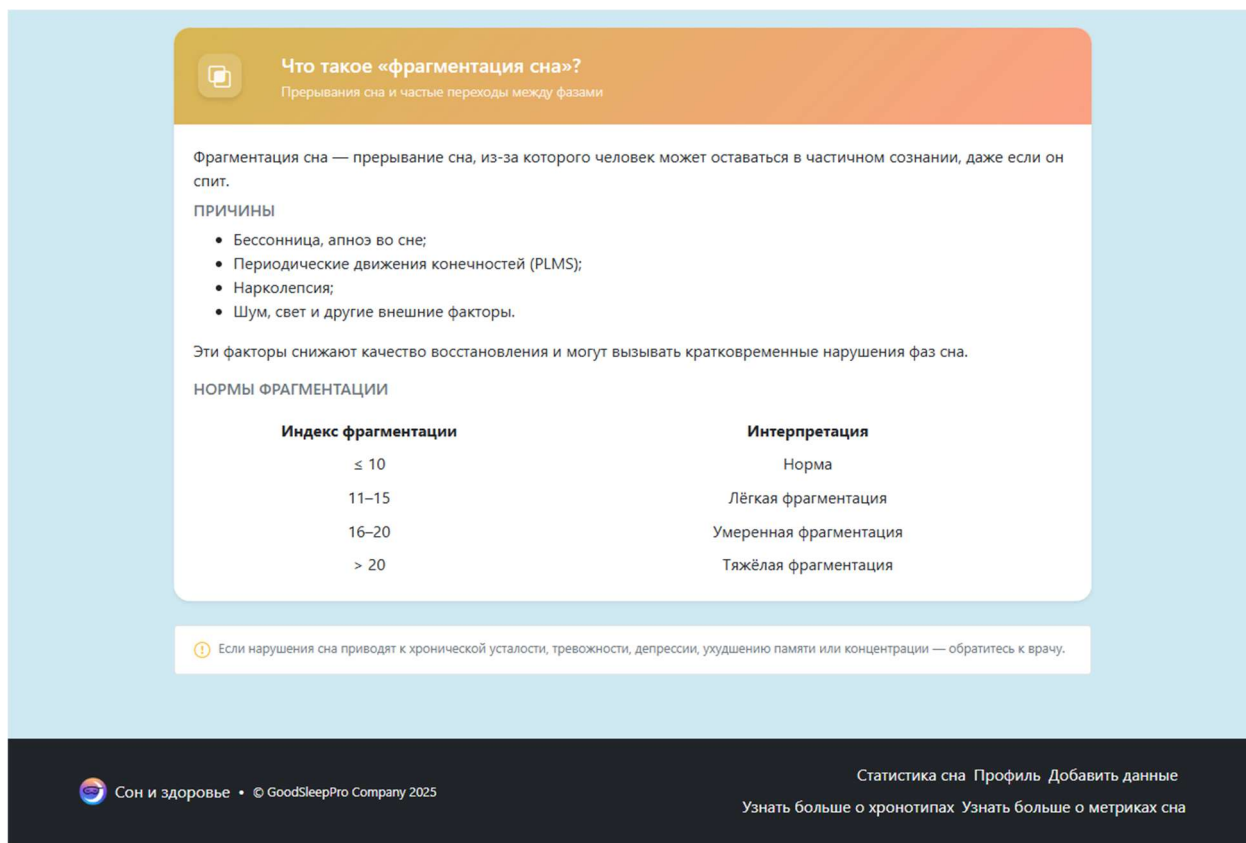 Что такое «фрагментация сна»?
Прерывания сна и частые переходы между фазами
Фрагментация сна — прерывание сна, из-за которого человек может оставаться в частичном сознании, даже если он
спит.
ПРИЧИНЫ
• Бессонница, апноэ во сне;
• Периодические движения конечностей (PLMS);
• Нарколепсия;
• Шум, свет и другие внешние факторы.
Эти факторы снижают качество восстановления и могут вызывать кратковременные нарушения фаз сна.
НОРМЫ ФРАГМЕНТАЦИИ
Индекс фрагментации Интерпретация
≤ 10 Норма
11–15 Лёгкая фрагментация
16–20 Умеренная фрагментация
> 20 Тяжёлая фрагментация
Если нарушения сна приводят к хронической усталости, тревожности, депрессии, ухудшению памяти или концентрации — обратитесь к врачу.
Сон и здоровье • © GoodSleepPro Company 2025
Статистика сна Профиль Добавить данные
Узнать больше о хронотипах Узнать больше о метриках сна